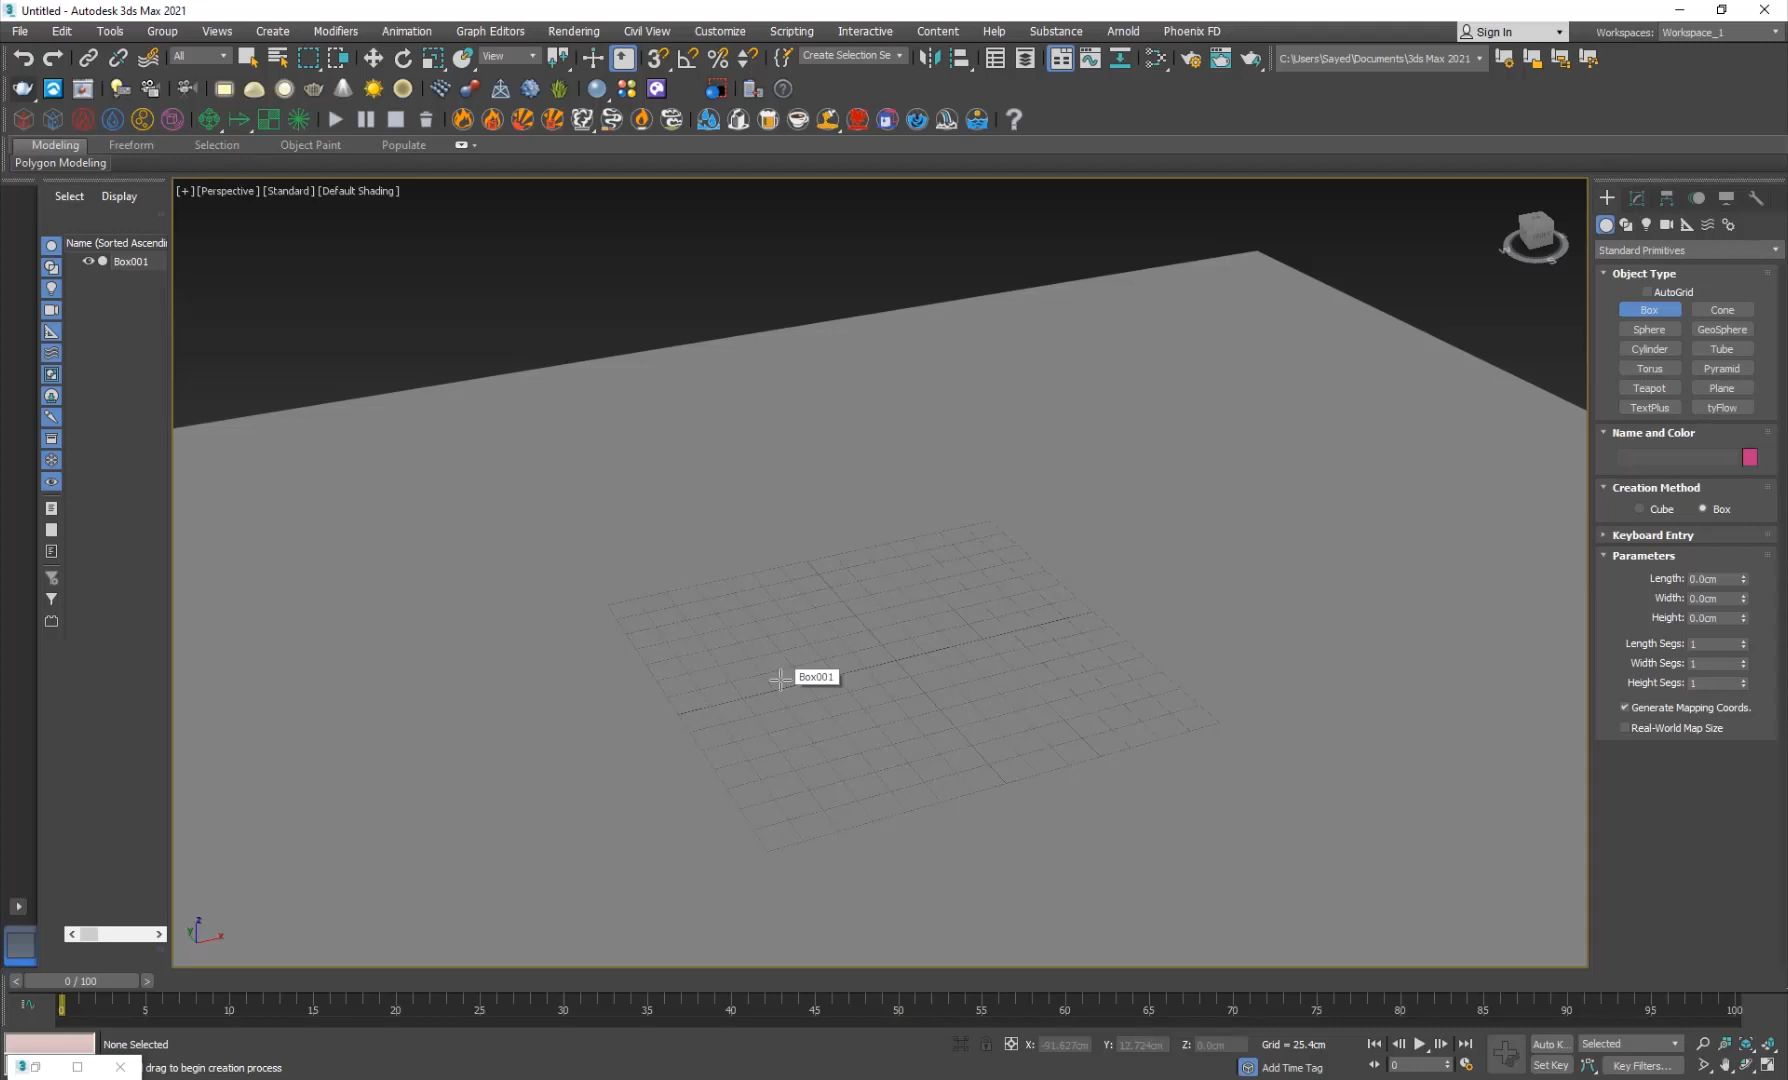 Untitled - Autodesk 3ds Max 2021
File Edit Tools Group Views Create Modifiers Animation Graph Editors Rendering Civil View Customize Scripting Interactive Content Help Substance Arnold Phoenix FD Sign In Workspaces: Workspace_1
All View Create Selection Se C:\Users\Sayed\Documents\3ds Max 2021
Modeling Freeform Selection Object Paint Populate
Polygon Modeling
Select Display
[+] [Perspective] [Standard] [Default Shading]
Name (Sorted Ascendin
Box001
Standard Primitives
Object Type
AutoGrid
Box Cone
Sphere GeoSphere
Cylinder Tube
Torus Pyramid
Teapot Plane
TextPlus tyFlow
Name and Color
Creation Method
Cube Box
Keyboard Entry
Parameters
Length: 0.0cm
Width: 0.0cm
Height: 0.0cm
Length Segs: 1
Width Segs: 1
Height Segs: 1
Generate Mapping Coords.
Real-World Map Size
Box001
z
y x
< >
< 0 / 100 >
0 5 10 15 20 25 30 35 40 45 50 55 60 65 70 75 80 85 90 95 100
None Selected X: -91.627cm Y: 12.724cm Z: 0.0cm Grid = 25.4cm Auto K... Selected
drag to begin creation process Add Time Tag 0 Set Key Key Filters...